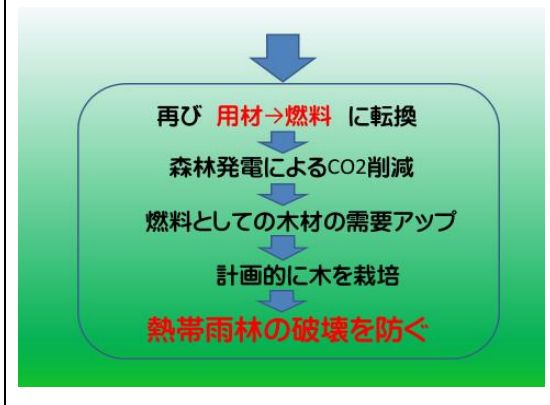 再び 用材→燃料 に転換
森林発電によるCO2削減
燃料としての木材の需要アップ
計画的に木を栽培
熱帯雨林の破壊を防ぐ